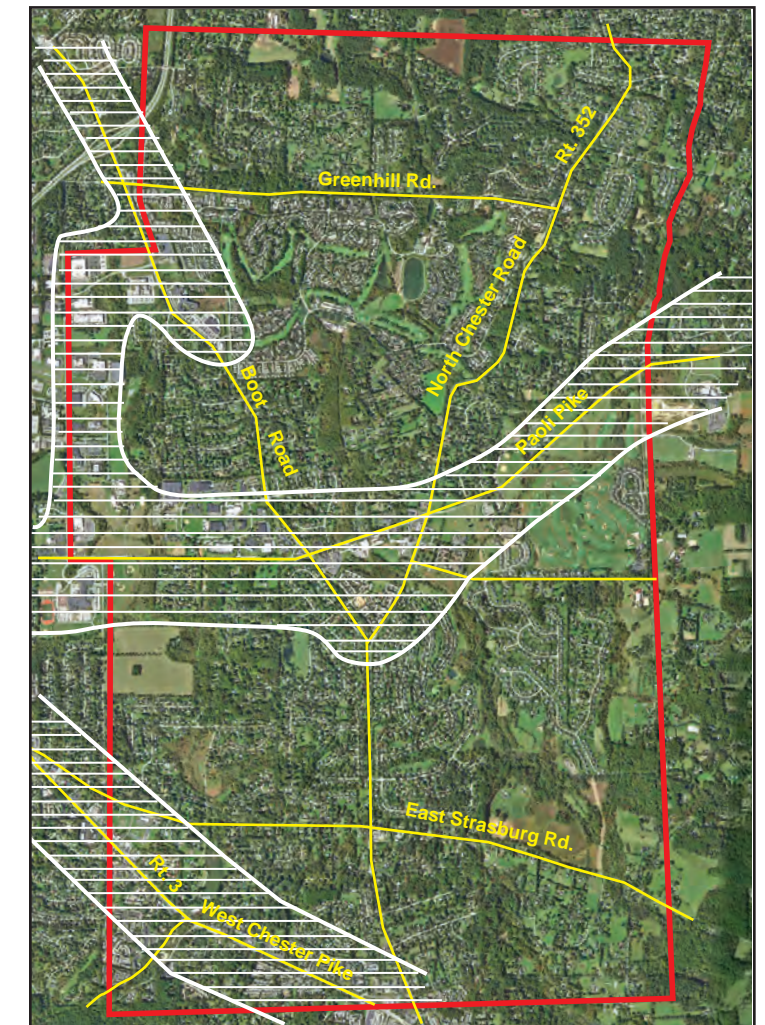 Rt. 352
Greenhill Rd.
North Chester Road
Boot Road
Paoli Pike
East Strasburg Rd.
Rt. 3
West Chester Pike